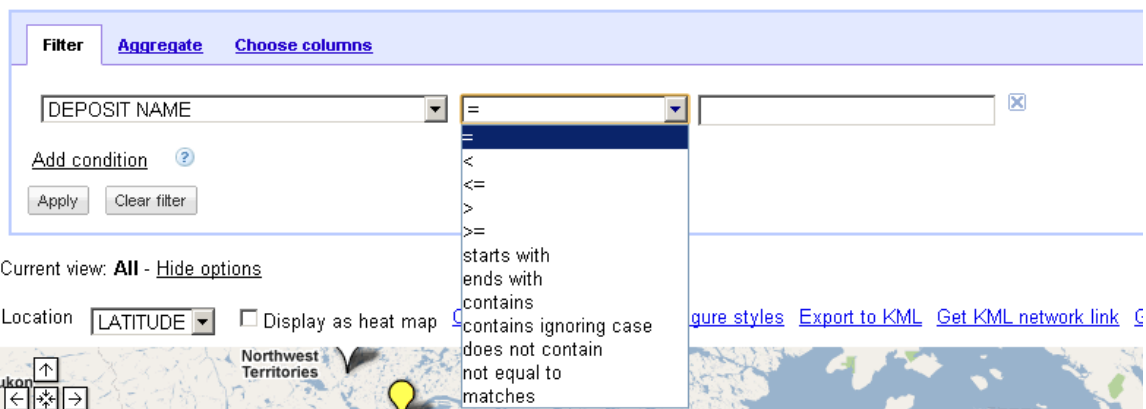 Filter Aggregate Choose columns
DEPOSIT NAME =
=
<
Add condition ?
<=
Apply Clear filter
>
>=
starts with
Current view: All - Hide options
ends with
contains
Location LATITUDE Display as heat map gure styles Export to KML Get KML network link
contains ignoring case
does not contain
Northwest
Territories
not equal to
ukon
matches